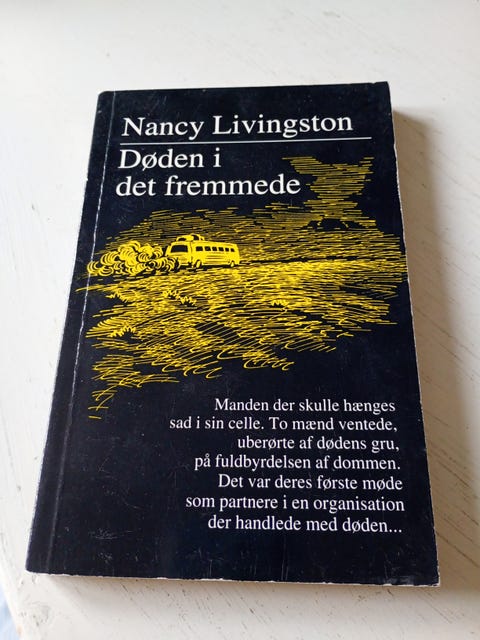 Nancy Livingston
Døden i
det fremmede
Manden der skulle hænges
sad i sin celle. To mænd ventede,
uberørte af dødens gru,
på fuldbyrdelsen af dommen.
Det var deres første møde
som partnere i en organisation
der handlede med døden...